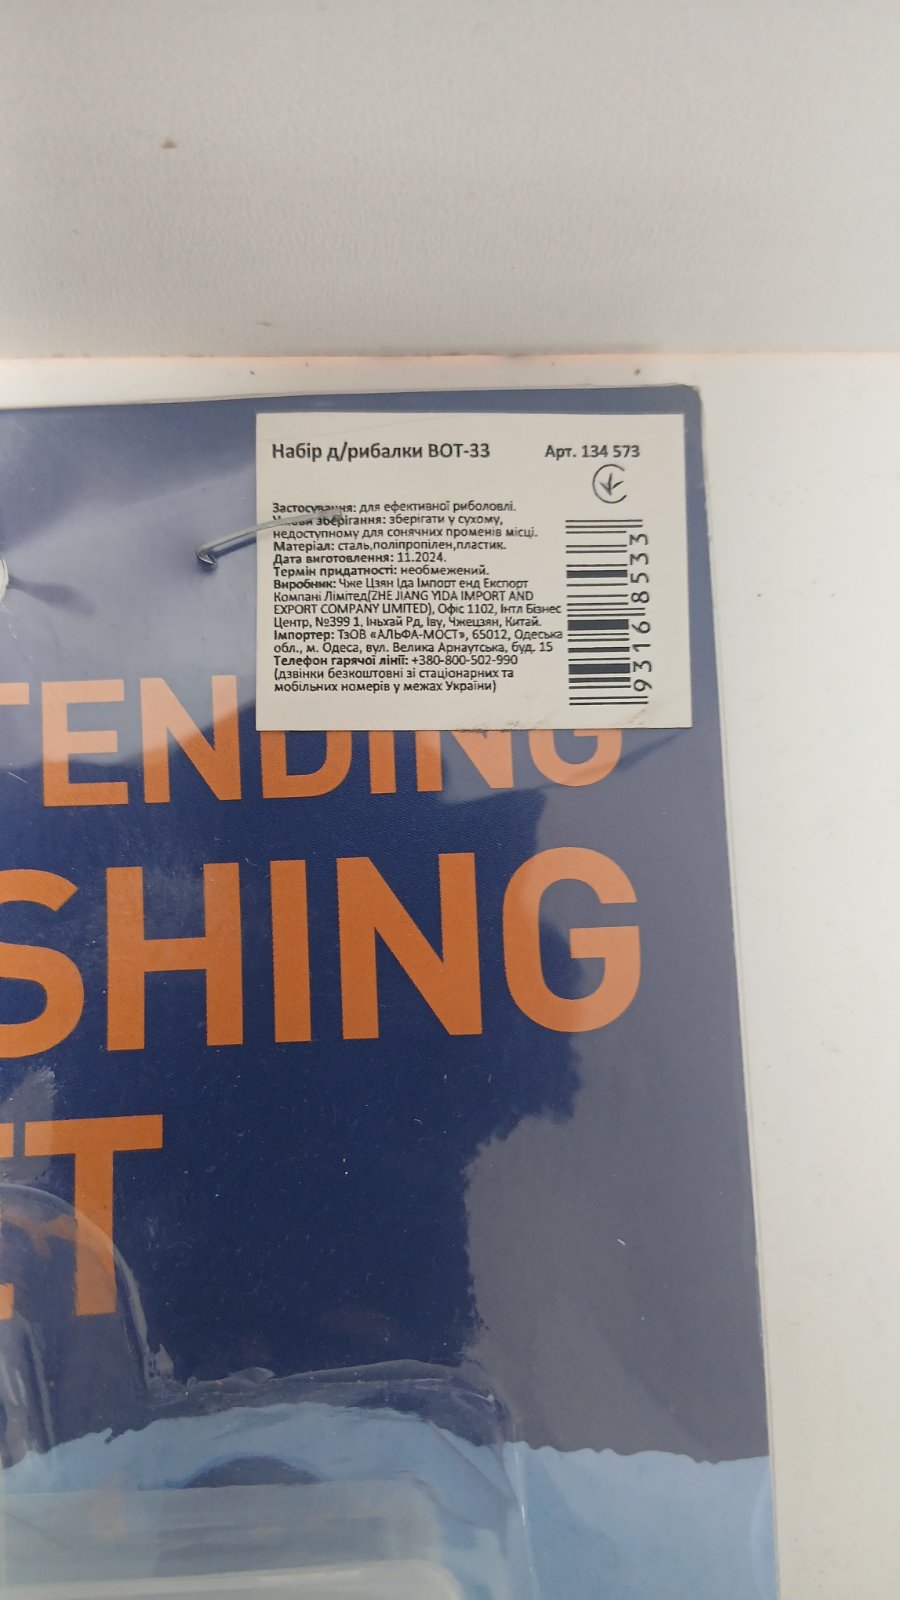 Набір д/рибалки BOT-33
Арт. 134 573
Застосування: для ефективної риболовлі.
Умови зберігання: зберігати у сухому,
недоступному для сонячних променів місці.
Матеріал: сталь,поліпропілен,пластик.
Дата виготовлення: 11.2024.
Термін придатності: необмежений.
Виробник: Чже Цзян Іда Імпорт енд Експорт
Компані Лімітед(ZHE JIANG YIDA IMPORT AND
EXPORT COMPANY LIMITED), Офіс 1102, Інтл Бізнес
Центр, №399 1, Іньхай Рд, Іву, Чжецзян, Китай.
Імпортер: ТзОВ «АЛЬФА-МОСТ», 65012, Одеська
обл., м. Одеса, вул. Велика Арнаутська, буд. 15
Телефон гарячої лінії: +380-800-502-990
(дзвінки безкоштовні зі стаціонарних та
мобільних номерів у межах України)
93168533
TENDING
SHING
ET